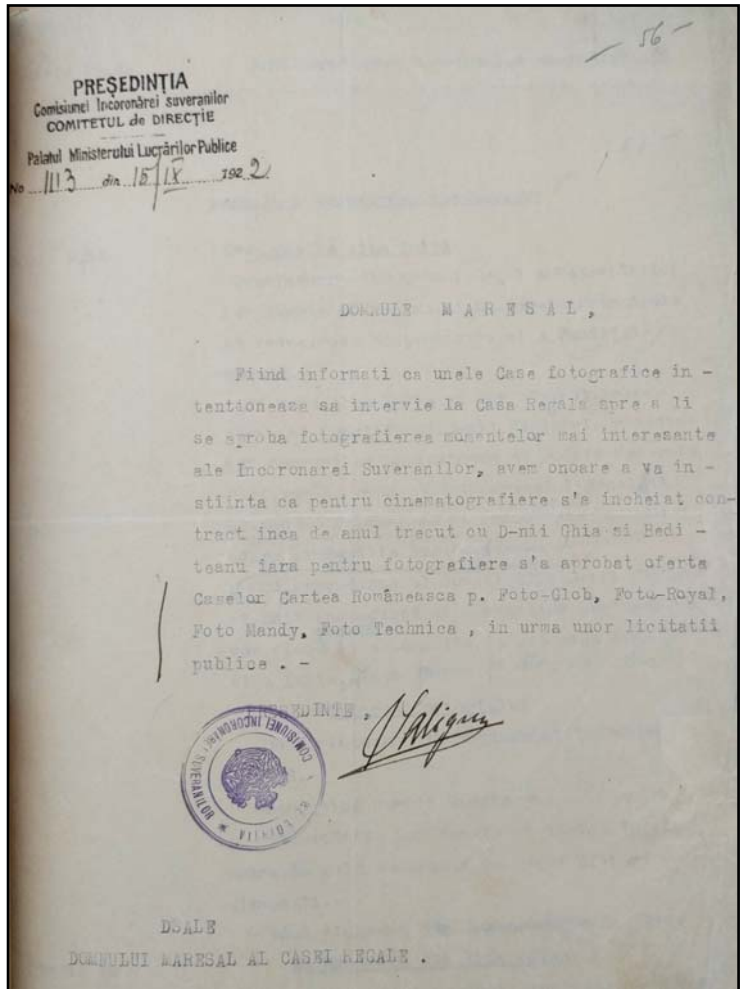 — 56 —
PREŞEDINŢIA
Comisiunei Incoronărei suveranilor
COMITETUL de DIRECŢIE
Palatul Ministerului Lucrărilor Publice
No 1113 din 15/IX 1922
DOMNULE MARESAL,
Fiind informati ca unele Case fotografice in -
tentioneaza sa intervie la Casa Regala spre a li
se aproba fotografierea momentelor mai interesante
ale Incoronarei Suveranilor, avem onoare a va in -
stiinta ca pentru cinematografiere s'a incheiat con-
tract inca de anul trecut cu D-nii Ghia si Bedi -
teanu iara pentru fotografiere s'a aprobat oferta
Caselor Cartea Româneasca p. Foto-Glob, Foto-Royal,
Foto Mandy, Foto Technica , in urma unor licitatii
publice . -
PRESEDINTE ,
COMISIUNEI INCORONĂREI SUVERANILOR
DSALE
DOMNULUI MARESAL AL CASEI REGALE .